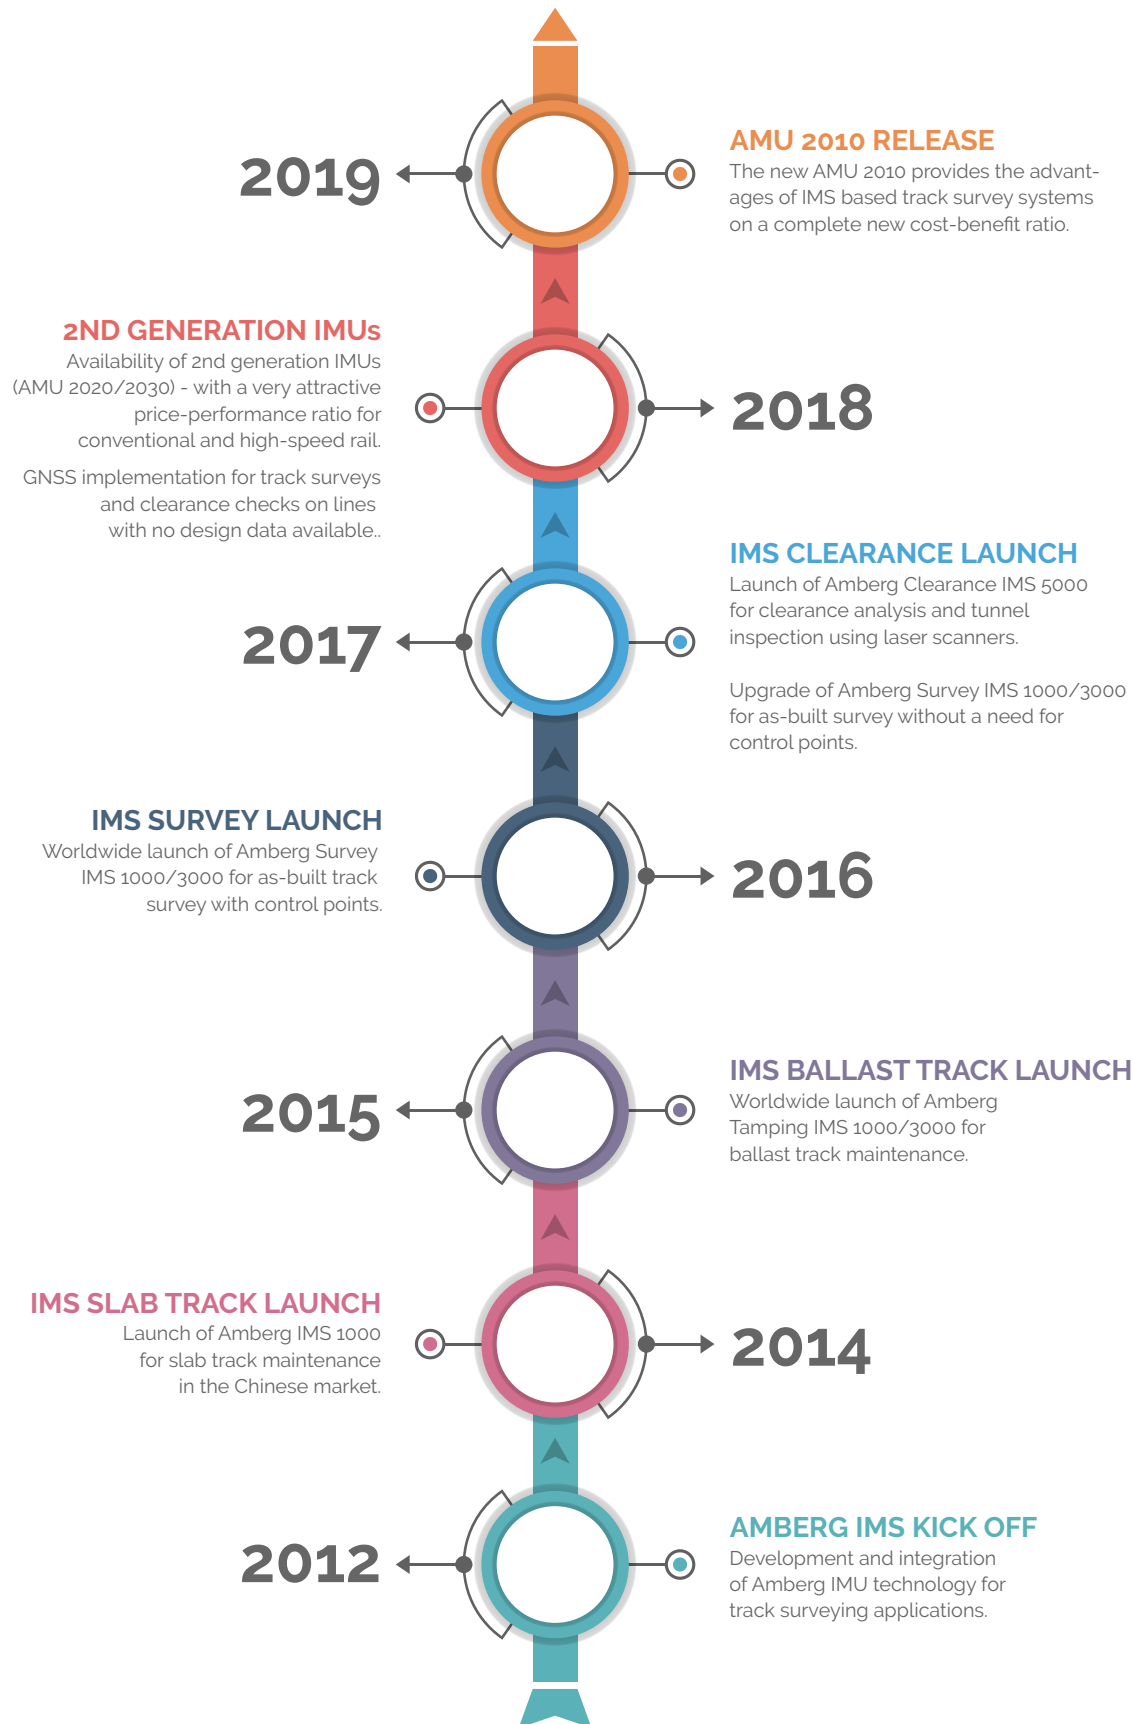 2019
AMU 2010 RELEASE
The new AMU 2010 provides the advant-
ages of IMS based track survey systems
on a complete new cost-benefit ratio.
2ND GENERATION IMUs
Availability of 2nd generation IMUs
(AMU 2020/2030) - with a very attractive
price-performance ratio for
conventional and high-speed rail.
GNSS implementation for track surveys
and clearance checks on lines
with no design data available..
2018
2017
IMS CLEARANCE LAUNCH
Launch of Amberg Clearance IMS 5000
for clearance analysis and tunnel
inspection using laser scanners.
Upgrade of Amberg Survey IMS 1000/3000
for as-built survey without a need for
control points.
IMS SURVEY LAUNCH
Worldwide launch of Amberg Survey
IMS 1000/3000 for as-built track
survey with control points.
2016
2015
IMS BALLAST TRACK LAUNCH
Worldwide launch of Amberg
Tamping IMS 1000/3000 for
ballast track maintenance.
IMS SLAB TRACK LAUNCH
Launch of Amberg IMS 1000
for slab track maintenance
in the Chinese market.
2014
2012
AMBERG IMS KICK OFF
Development and integration
of Amberg IMU technology for
track surveying applications.